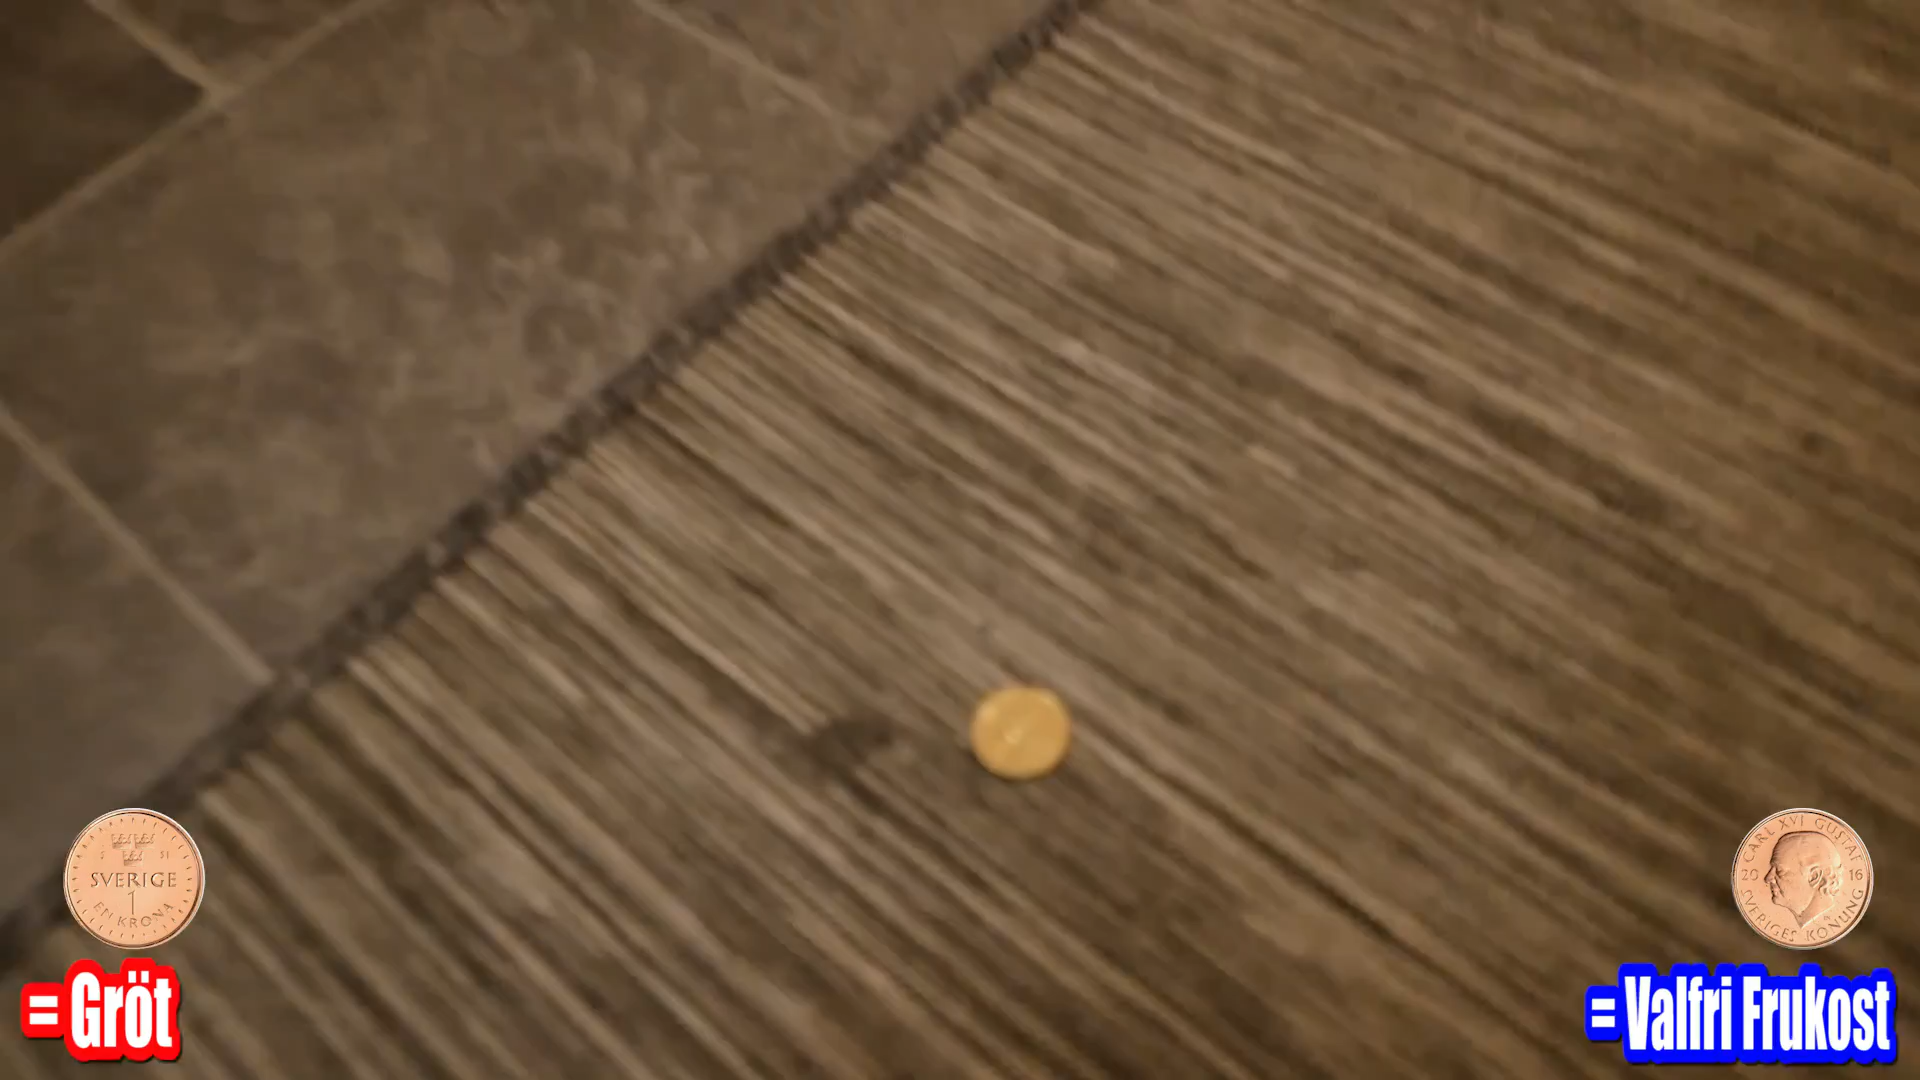 SVERIGE
1
EN KRONA
= Gröt
CARL XVI GUSTAF
20 16
SVERIGES KONUNG
= Valfri Frukost